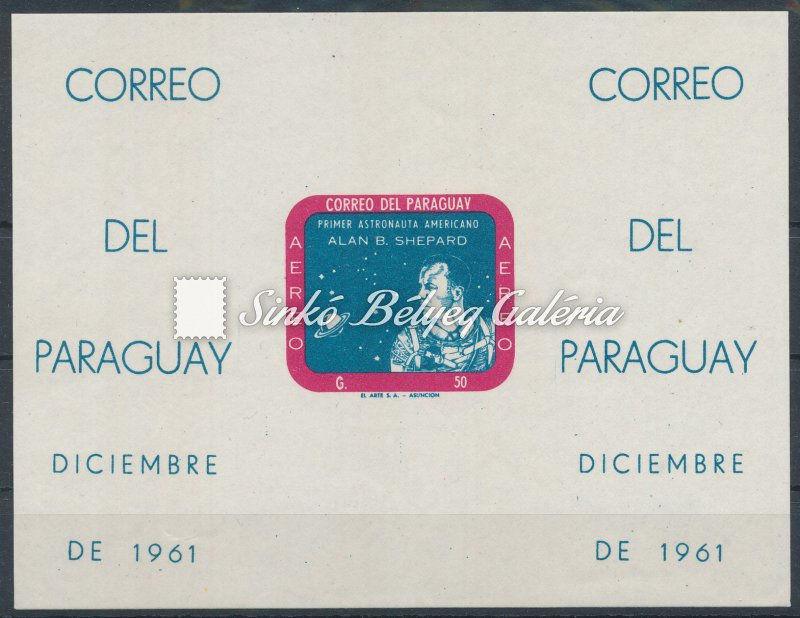 CORREO
DEL
PARAGUAY
DICIEMBRE
DE 1961
CORREO DEL PARAGUAY
PRIMER ASTRONAUTA AMERICANO
ALAN B. SHEPARD
AERO
AERO
G. 50
EL ARTE S. A. - ASUNCION
Sinkó Bélyeg Galéria
CORREO
DEL
PARAGUAY
DICIEMBRE
DE 1961